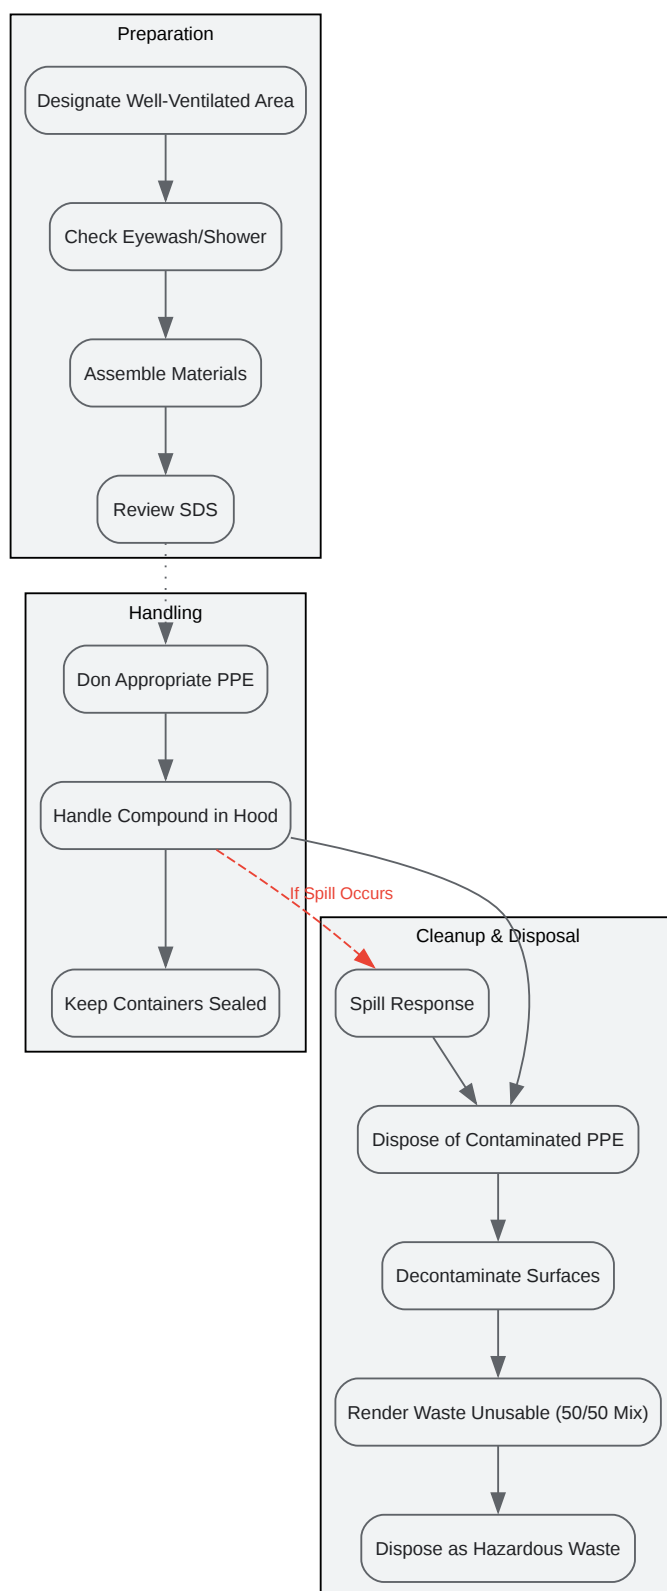 Preparation
Designate Well-Ventilated Area
Check Eyewash/Shower
Assemble Materials
Review SDS
Handling
Don Appropriate PPE
Handle Compound in Hood
If Spill Occurs
Keep Containers Sealed
Cleanup & Disposal
Spill Response
Dispose of Contaminated PPE
Decontaminate Surfaces
Render Waste Unusable (50/50 Mix)
Dispose as Hazardous Waste